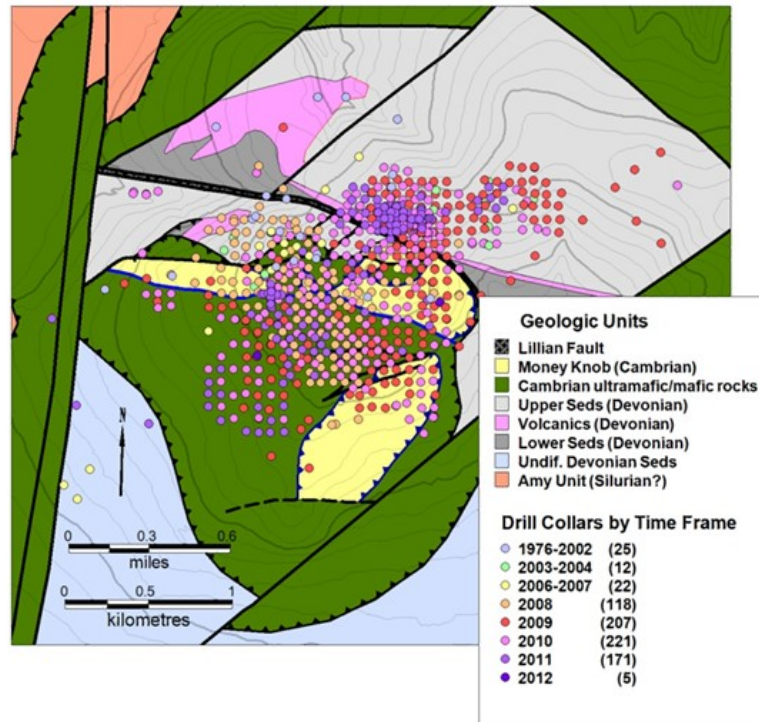 N
0 0.3 0.6
miles
0 0.5 1
kilometres
Geologic Units
Lillian Fault
Money Knob (Cambrian)
Cambrian ultramafic/mafic rocks
Upper Seds (Devonian)
Volcanics (Devonian)
Lower Seds (Devonian)
Undif. Devonian Seds
Amy Unit (Silurian?)
Drill Collars by Time Frame
1976-2002 (25)
2003-2004 (12)
2006-2007 (22)
2008 (118)
2009 (207)
2010 (221)
2011 (171)
2012 (5)